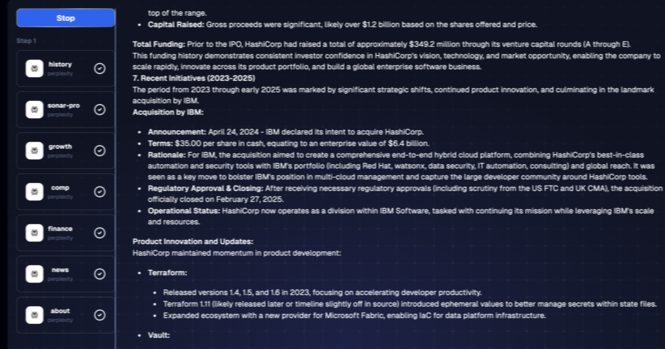 Stop
Step 1
history
perplexity
sonar-pro
perplexity
growth
perplexity
comp
perplexity
finance
perplexity
news
perplexity
about
perplexity
top of the range.
• Capital Raised: Gross proceeds were significant, likely over $1.2 billion based on the shares offered and price.
Total Funding: Prior to the IPO, HashiCorp had raised a total of approximately $349.2 million through its venture capital rounds (A through E).
This funding history demonstrates consistent investor confidence in HashiCorp's vision, technology, and market opportunity, enabling the company to
scale rapidly, innovate across its product portfolio, and build a global enterprise software business.
7. Recent Initiatives (2023-2025)
The period from 2023 through early 2025 was marked by significant strategic shifts, continued product innovation, and culminating in the landmark
acquisition by IBM.
Acquisition by IBM:
• Announcement: April 24, 2024 - IBM declared its intent to acquire HashiCorp.
• Terms: $35.00 per share in cash, equating to an enterprise value of $6.4 billion.
• Rationale: For IBM, the acquisition aimed to create a comprehensive end-to-end hybrid cloud platform, combining HashiCorp's best-in-class
automation and security tools with IBM's portfolio (including Red Hat, watsonx, data security, IT automation, consulting) and global reach. It was
seen as a key move to bolster IBM's position in multi-cloud management and capture the large developer community around HashiCorp tools.
• Regulatory Approval & Closing: After receiving necessary regulatory approvals (including scrutiny from the US FTC and UK CMA), the acquisition
officially closed on February 27, 2025.
• Operational Status: HashiCorp now operates as a division within IBM Software, tasked with continuing its mission while leveraging IBM's scale
and resources.
Product Innovation and Updates:
HashiCorp maintained momentum in product development:
• Terraform:
• Released versions 1.4, 1.5, and 1.6 in 2023, focusing on accelerating developer productivity.
• Terraform 1.11 (likely released later or timeline slightly off in source) introduced ephemeral values to better manage secrets within state files.
• Expanded ecosystem with a new provider for Microsoft Fabric, enabling IaC for data platform infrastructure.
• Vault: